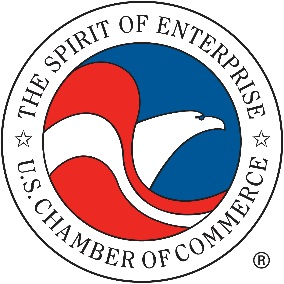 THE SPIRIT OF ENTERPRISE
U.S. CHAMBER OF COMMERCE
®